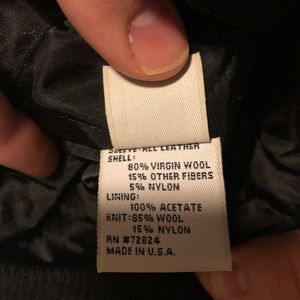 SLEEVE: ALL LEATHER
SHELL:
80% VIRGIN WOOL
15% OTHER FIBERS
5% NYLON
LINING:
100% ACETATE
KNIT: 85% WOOL
15% NYLON
RN #72824
MADE IN U.S.A.